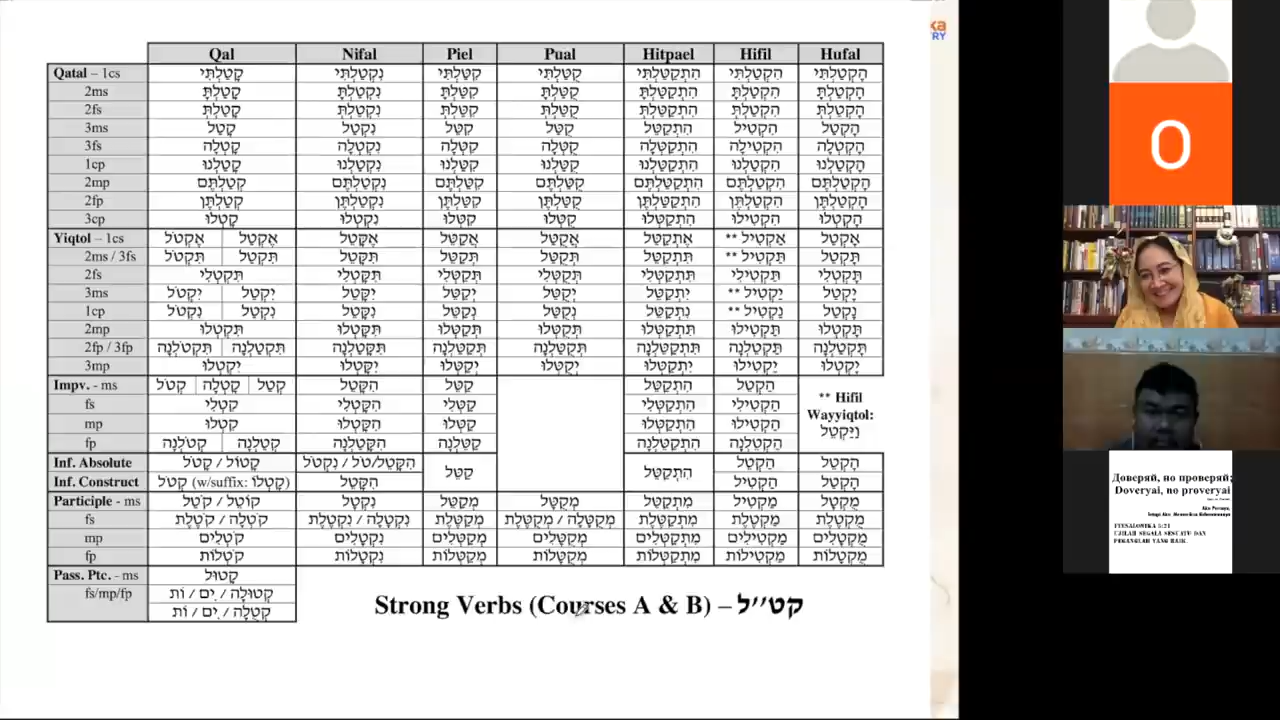 Qal Nifal Piel Pual Hitpael Hifil Hufal
Qatal – 1cs קָטַלְתִּי נִקְטַלְתִּי קִטַּלְתִּי קֻטַּלְתִּי הִתְקַטַּלְתִּי הִקְטַלְתִּי הָקְטַלְתִּי
2ms קָטַלְתָּ נִקְטַלְתָּ קִטַּלְתָּ קֻטַּלְתָּ הִתְקַטַּלְתָּ הִקְטַלְתָּ הָקְטַלְתָּ
2fs קָטַלְתְּ נִקְטַלְתְּ קִטַּלְתְּ קֻטַּלְתְּ הִתְקַטַּלְתְּ הִקְטַלְתְּ הָקְטַלְתְּ
3ms קָטַל נִקְטַל קִטֵּל קֻטַּל הִתְקַטֵּל הִקְטִיל הָקְטַל
3fs קָטְלָה נִקְטְלָה קִטְּלָה קֻטְּלָה הִתְקַטְּלָה הִקְטִילָה הָקְטְלָה
1cp קָטַלְנוּ נִקְטַלְנוּ קִטַּלְנוּ קֻטַּלְנוּ הִתְקַטַּלְנוּ הִקְטַלְנוּ הָקְטַלְנוּ
2mp קְטַלְתֶּם נִקְטַלְתֶּם קִטַּלְתֶּם קֻטַּלְתֶּם הִתְקַטַּלְתֶּם הִקְטַלְתֶּם הָקְטַלְתֶּם
2fp קְטַלְתֶּן נִקְטַלְתֶּן קִטַּלְתֶּן קֻטַּלְתֶּן הִתְקַטַּלְתֶּן הִקְטַלְתֶּן הָקְטַלְתֶּן
3cp קָטְלוּ נִקְטְלוּ קִטְּלוּ קֻטְּלוּ הִתְקַטְּלוּ הִקְטִילוּ הָקְטְלוּ
Yiqtol – 1cs אֶקְטֹל אֶקְטַל אֶקָּטֵל אֲקַטֵּל אֲקֻטַּל אֶתְקַטֵּל ** אַקְטִיל אָקְטַל
2ms / 3fs תִּקְטֹל תִּקְטַל תִּקָּטֵל תְּקַטֵּל תְּקֻטַּל תִּתְקַטֵּל ** תַּקְטִיל תָּקְטַל
2fs תִּקְטְלִי תִּקָּטְלִי תְּקַטְּלִי תְּקֻטְּלִי תִּתְקַטְּלִי תַּקְטִילִי תָּקְטְלִי
3ms יִקְטֹל יִקְטַל יִקָּטֵל יְקַטֵּל יְקֻטַּל יִתְקַטֵּל ** יַקְטִיל יָקְטַל
1cp נִקְטֹל נִקְטַל נִקָּטֵל נְקַטֵּל נְקֻטַּל נִתְקַטֵּל ** נַקְטִיל נָקְטַל
2mp תִּקְטְלוּ תִּקָּטְלוּ תְּקַטְּלוּ תְּקֻטְּלוּ תִּתְקַטְּלוּ תַּקְטִילוּ תָּקְטְלוּ
2fp / 3fp תִּקְטֹלְנָה תִּקְטַלְנָה תִּקָּטַלְנָה תְּקַטֵּלְנָה תְּקֻטַּלְנָה תִּתְקַטֵּלְנָה תַּקְטֵלְנָה תָּקְטַלְנָה
3mp יִקְטְלוּ יִקָּטְלוּ יְקַטְּלוּ יְקֻטְּלוּ יִתְקַטְּלוּ יַקְטִילוּ יָקְטְלוּ
Impv. - ms קְטֹל קָטְלָה קְטַל הִקָּטֵל קַטֵּל הִתְקַטֵּל הַקְטֵל
fs קִטְלִי הִקָּטְלִי קַטְּלִי הִתְקַטְּלִי הַקְטִילִי
mp קִטְלוּ הִקָּטְלוּ קַטְּלוּ הִתְקַטְּלוּ הַקְטִילוּ
fp קְטֹלְנָה קְטַלְנָה הִקָּטַלְנָה קַטֵּלְנָה הִתְקַטֵּלְנָה הַקְטֵלְנָה
** Hifil
Wayyiqtol:
וַיַּקְטֵל
Inf. Absolute קָטוֹל / קָטֹל הִקָּטֵל/טֹל / נִקְטֹל קַטֵּל הִתְקַטֵּל הַקְטֵל הָקְטֵל
Inf. Construct קְטֹל (w/suffix: קָטְלוֹ) הִקָּטֵל הַקְטִיל הָקְטַל
Participle - ms קוֹטֵל / קֹטֵל נִקְטָל מְקַטֵּל מְקֻטָּל מִתְקַטֵּל מַקְטִיל מֻקְטָל
fs קֹטְלָה / קֹטֶלֶת נִקְטָלָה / נִקְטֶלֶת מְקַטֶּלֶת מְקֻטָּלָה / מְקֻטֶּלֶת מִתְקַטֶּלֶת מַקְטֶלֶת מֻקְטֶלֶת
mp קֹטְלִים נִקְטָלִים מְקַטְּלִים מְקֻטָּלִים מִתְקַטְּלִים מַקְטִילִים מֻקְטָלִים
fp קֹטְלוֹת נִקְטָלוֹת מְקַטְּלוֹת מְקֻטָּלוֹת מִתְקַטְּלוֹת מַקְטִילוֹת מֻקְטָלוֹת
Pass. Ptc. - ms קָטוּל
fs/mp/fp קְטוּלָה / ִים / וֹת
קְטֻלָה / ִים / וֹת
Strong Verbs (Courses A & B) – קט״ל
ka
RY
O
Доверяй, но проверяй;
Doveryai, no proveryai
1TESALONIKA 5:21
UJILAH SEGALA SESUATU DAN
PEGANGLAH YANG BAIK.